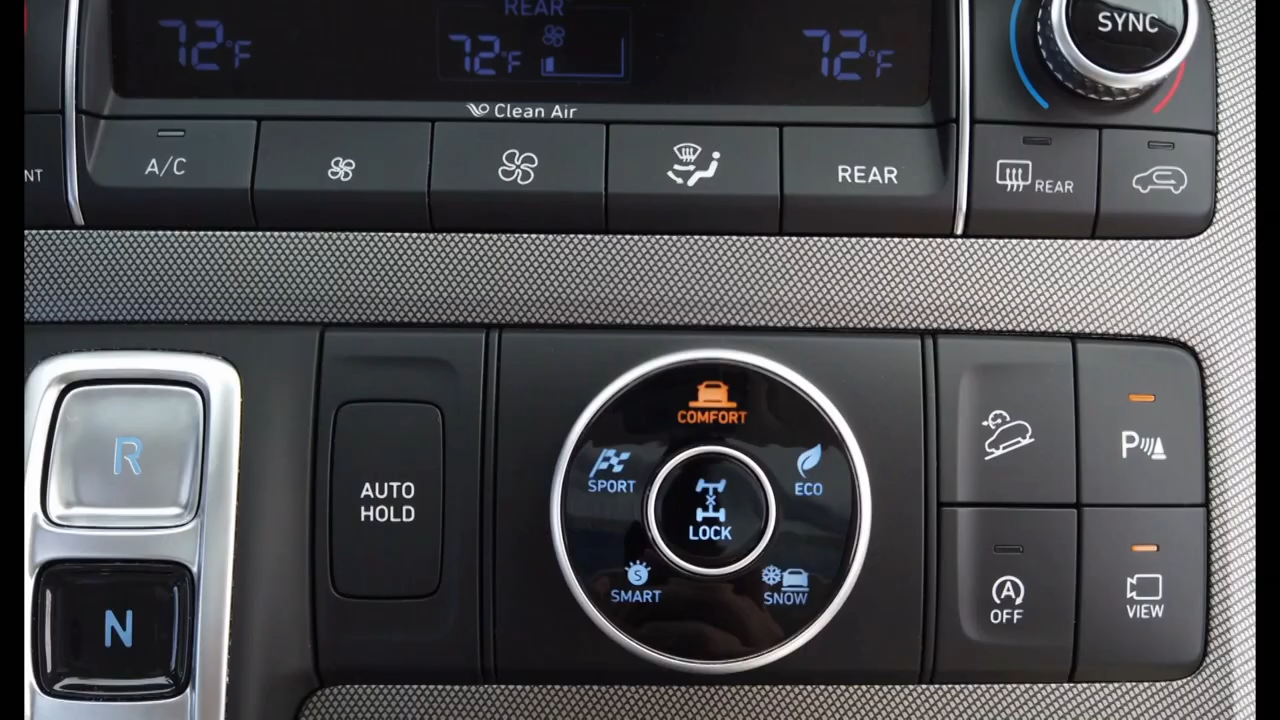 REAR
72°F 72°F 72°F
SYNC
Clean Air
NT
A/C
REAR
REAR
R
N
AUTO
HOLD
COMFORT
SPORT
ECO
LOCK
SMART
S
SNOW
P
A
OFF
VIEW